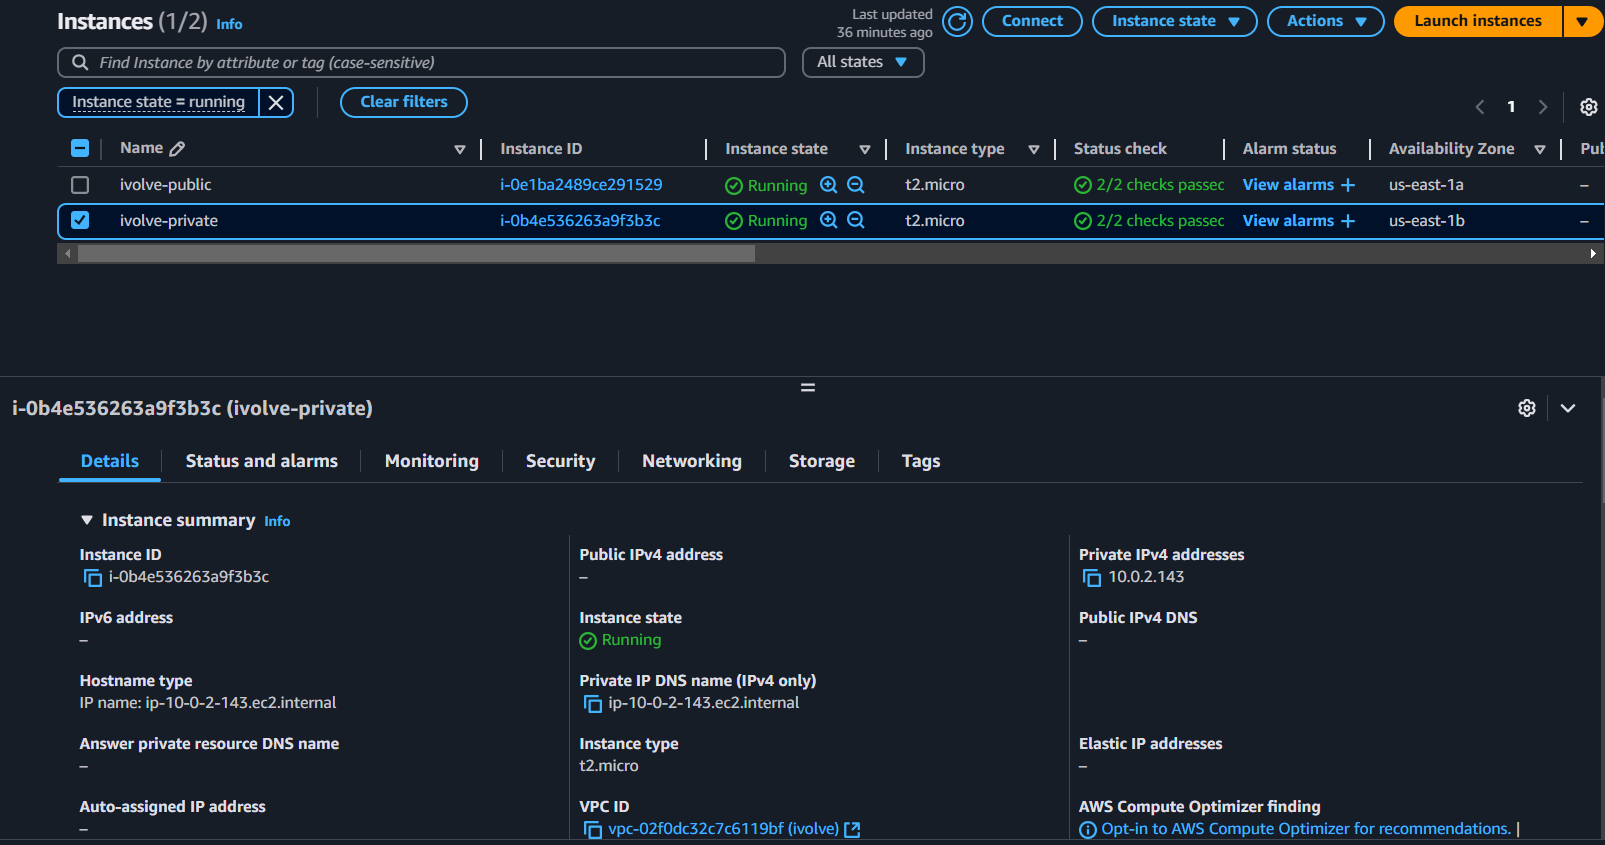 Instances (1/2) Info
Last updated
36 minutes ago
Connect Instance state Actions Launch instances
Find Instance by attribute or tag (case-sensitive) All states
Instance state = running Clear filters
1
Name Instance ID Instance state Instance type Status check Alarm status Availability Zone Pub
ivolve-public i-0e1ba2489ce291529 Running t2.micro 2/2 checks passec View alarms + us-east-1a –
ivolve-private i-0b4e536263a9f3b3c Running t2.micro 2/2 checks passec View alarms + us-east-1b –
i-0b4e536263a9f3b3c (ivolve-private)
Details Status and alarms Monitoring Security Networking Storage Tags
Instance summary Info
Instance ID Public IPv4 address Private IPv4 addresses
i-0b4e536263a9f3b3c – 10.0.2.143
IPv6 address Instance state Public IPv4 DNS
– Running –
Hostname type Private IP DNS name (IPv4 only)
IP name: ip-10-0-2-143.ec2.internal ip-10-0-2-143.ec2.internal
Answer private resource DNS name Instance type Elastic IP addresses
– t2.micro –
Auto-assigned IP address VPC ID AWS Compute Optimizer finding
– vpc-02f0dc32c7c6119bf (ivolve) Opt-in to AWS Compute Optimizer for recommendations. |